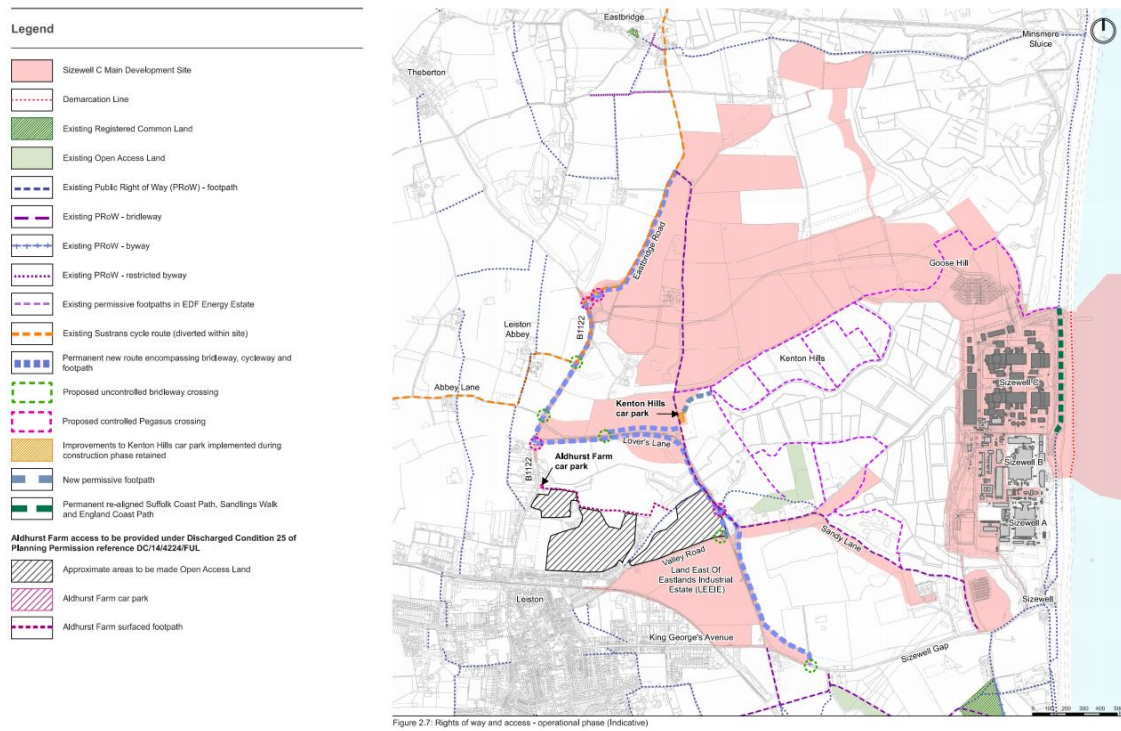 Legend
Sizewell C Main Development Site
Demarcation Line
Existing Registered Common Land
Existing Open Access Land
Existing Public Right of Way (PRoW) - footpath
Existing PRoW - bridleway
Existing PRoW - byway
Existing PRoW - restricted byway
Existing permissive footpaths in EDF Energy Estate
Existing Sustrans cycle route (diverted within site)
Permanent new route encompassing bridleway, cycleway and
footpath
Proposed uncontrolled bridleway crossing
Proposed controlled Pegasus crossing
Improvements to Kenton Hills car park implemented during
construction phase retained
New permissive footpath
Permanent re-aligned Suffolk Coast Path, Sandlings Walk
and England Coast Path
Aldhurst Farm access to be provided under Discharged Condition 25 of
Planning Permission reference DC/14/4224/FUL
Approximate areas to be made Open Access Land
Aldhurst Farm car park
Aldhurst Farm surfaced footpath
Eastbridge
Minsmere
Sluice
Theberton
Eastbridge Road
Goose Hill
Leiston
Abbey
B1122
Kenton Hills
Sizewell C
Abbey Lane
Kenton Hills
car park
Lover's Lane
B1122
Aldhurst Farm
car park
Sizewell B
Sizewell A
Sandy Lane
Valley Road
Land East Of
Eastlands Industrial
Estate (LEEIE)
Leiston
Sizewell
King George's Avenue
Sizewell Gap
0 100 200 300 400 500
Figure 2.7: Rights of way and access - operational phase (Indicative)